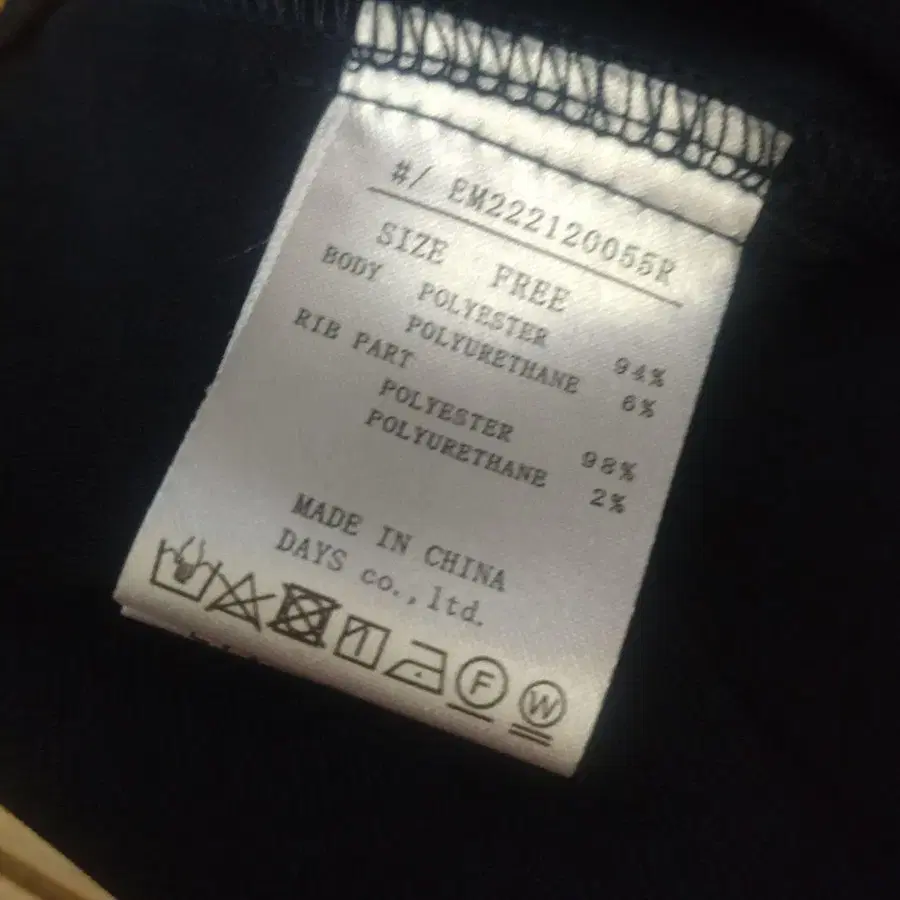 #/ EM222120055R
SIZE FREE
BODY
POLYESTER 94%
POLYURETHANE 6%
RIB PART
POLYESTER 98%
POLYURETHANE 2%
MADE IN CHINA
DAYS co.,ltd.
F
W